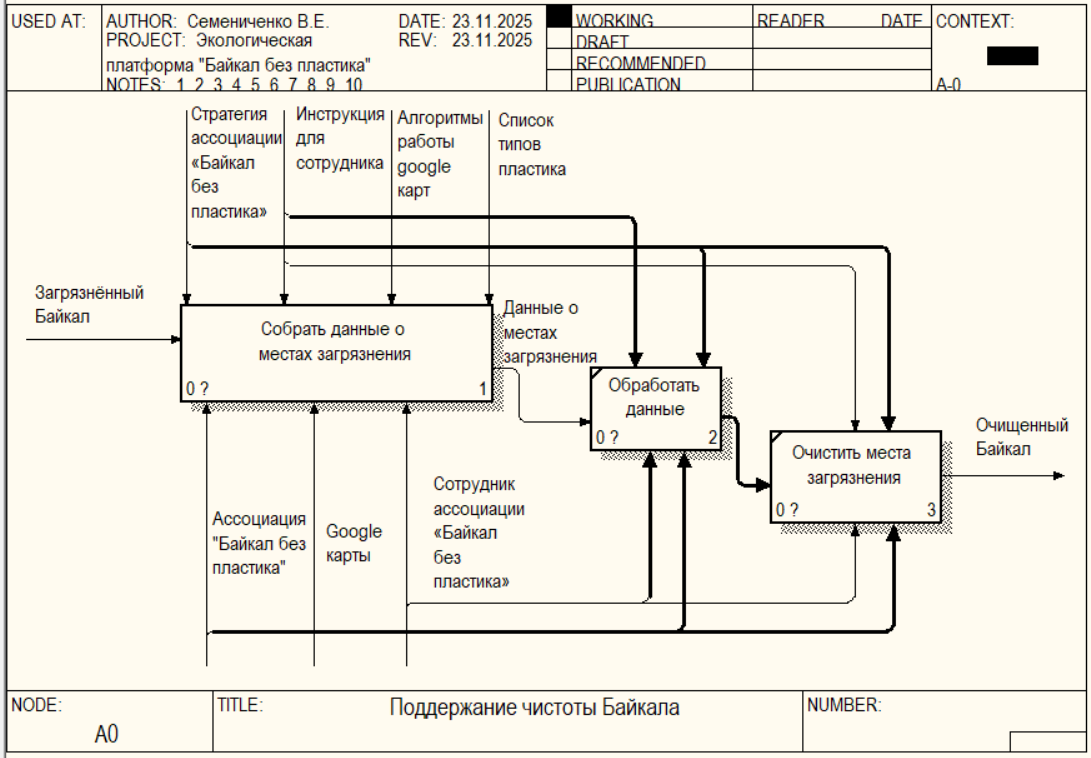 USED AT:
AUTHOR: Семениченко В.Е.
DATE: 23.11.2025
PROJECT: Экологическая
REV: 23.11.2025
платформа "Байкал без пластика"
NOTES: 1 2 3 4 5 6 7 8 9 10
WORKING
DRAFT
RECOMMENDED
PUBLICATION
READER
DATE
CONTEXT:
A-0
Стратегия
ассоциации
«Байкал
без
пластика»
Инструкция
для
сотрудника
Алгоритмы
работы
google
карт
Список
типов
пластика
Загрязнённый
Байкал
Собрать данные о
местах загрязнения
0 ?
1
Данные о
местах
загрязнения
Обработать
данные
0 ?
2
Очистить места
загрязнения
0 ?
3
Очищенный
Байкал
Ассоциация
"Байкал без
пластика"
Google
карты
Сотрудник
ассоциации
«Байкал
без
пластика»
NODE:
A0
TITLE:
Поддержание чистоты Байкала
NUMBER: